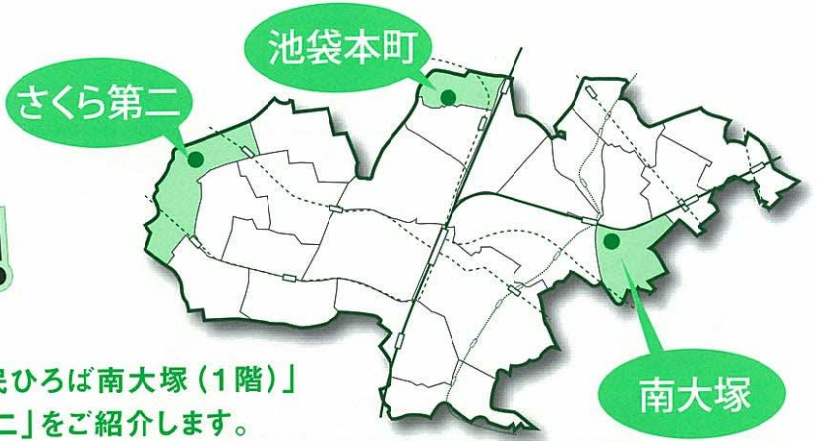 池袋本町
さくら第二
南大塚
民ひろば南大塚(1階)」
二」をご紹介します。